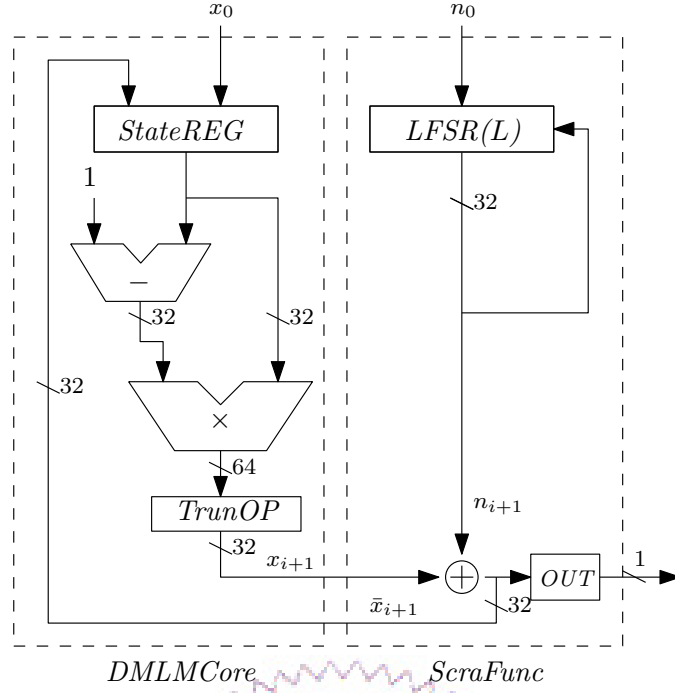 x₀ n₀
StateREG LFSR(L)
1 32
−
32 32
32
×
64
TrunOP
32
n_{i+1}
x_{i+1} + OUT 1
x̄_{i+1} 32
DMLMCore ScraFunc